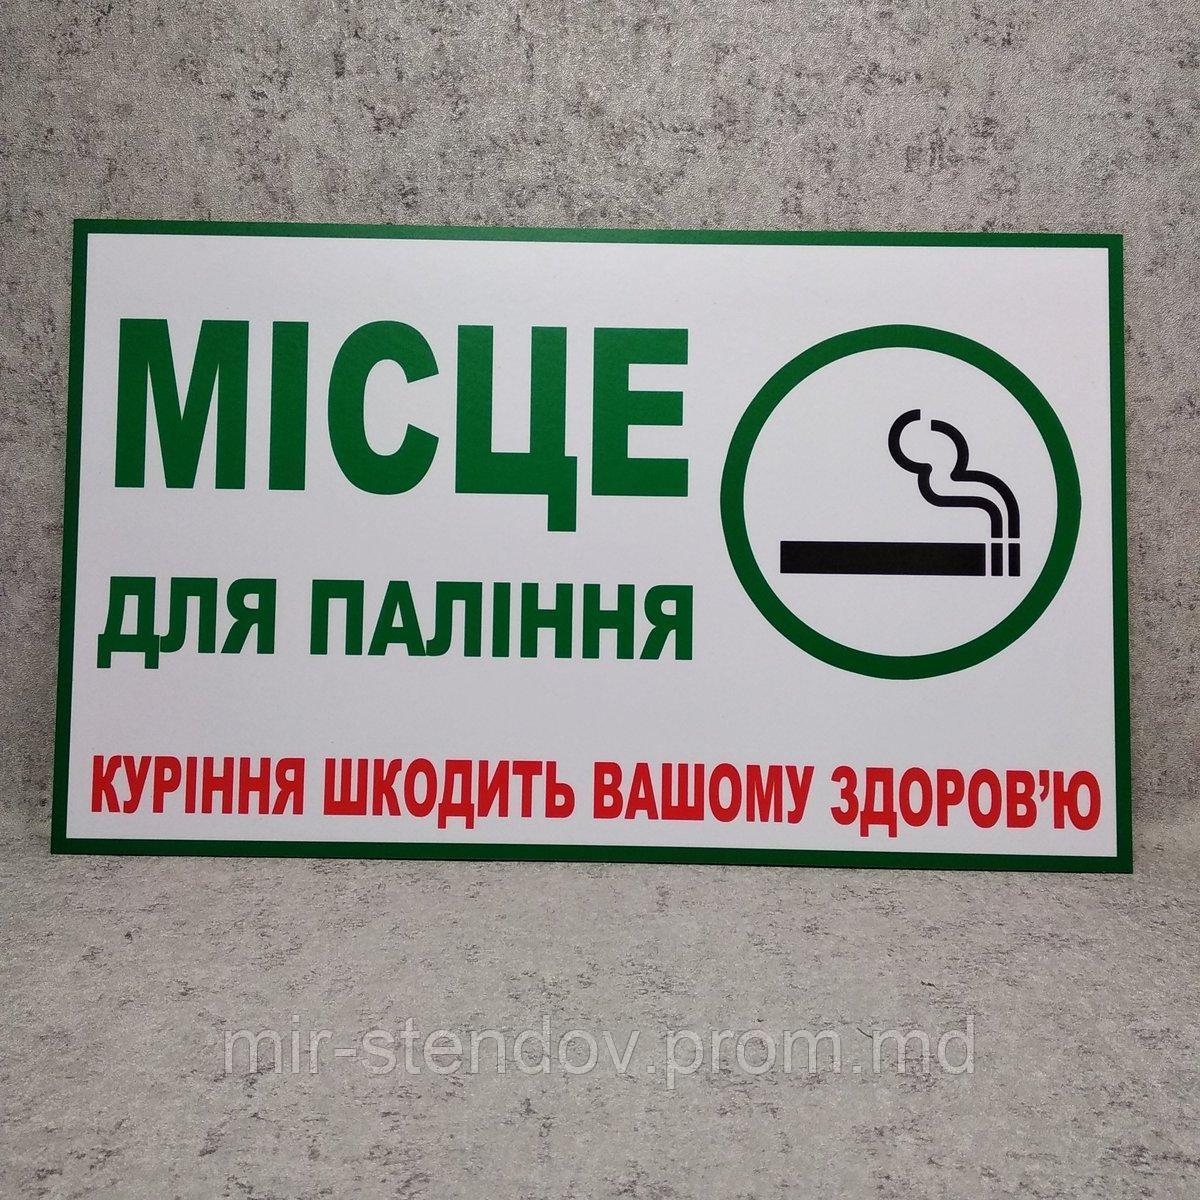 МІСЦЕ
ДЛЯ ПАЛІННЯ
КУРІННЯ ШКОДИТЬ ВАШОМУ ЗДОРОВ’Ю
mir-stendov.prom.md